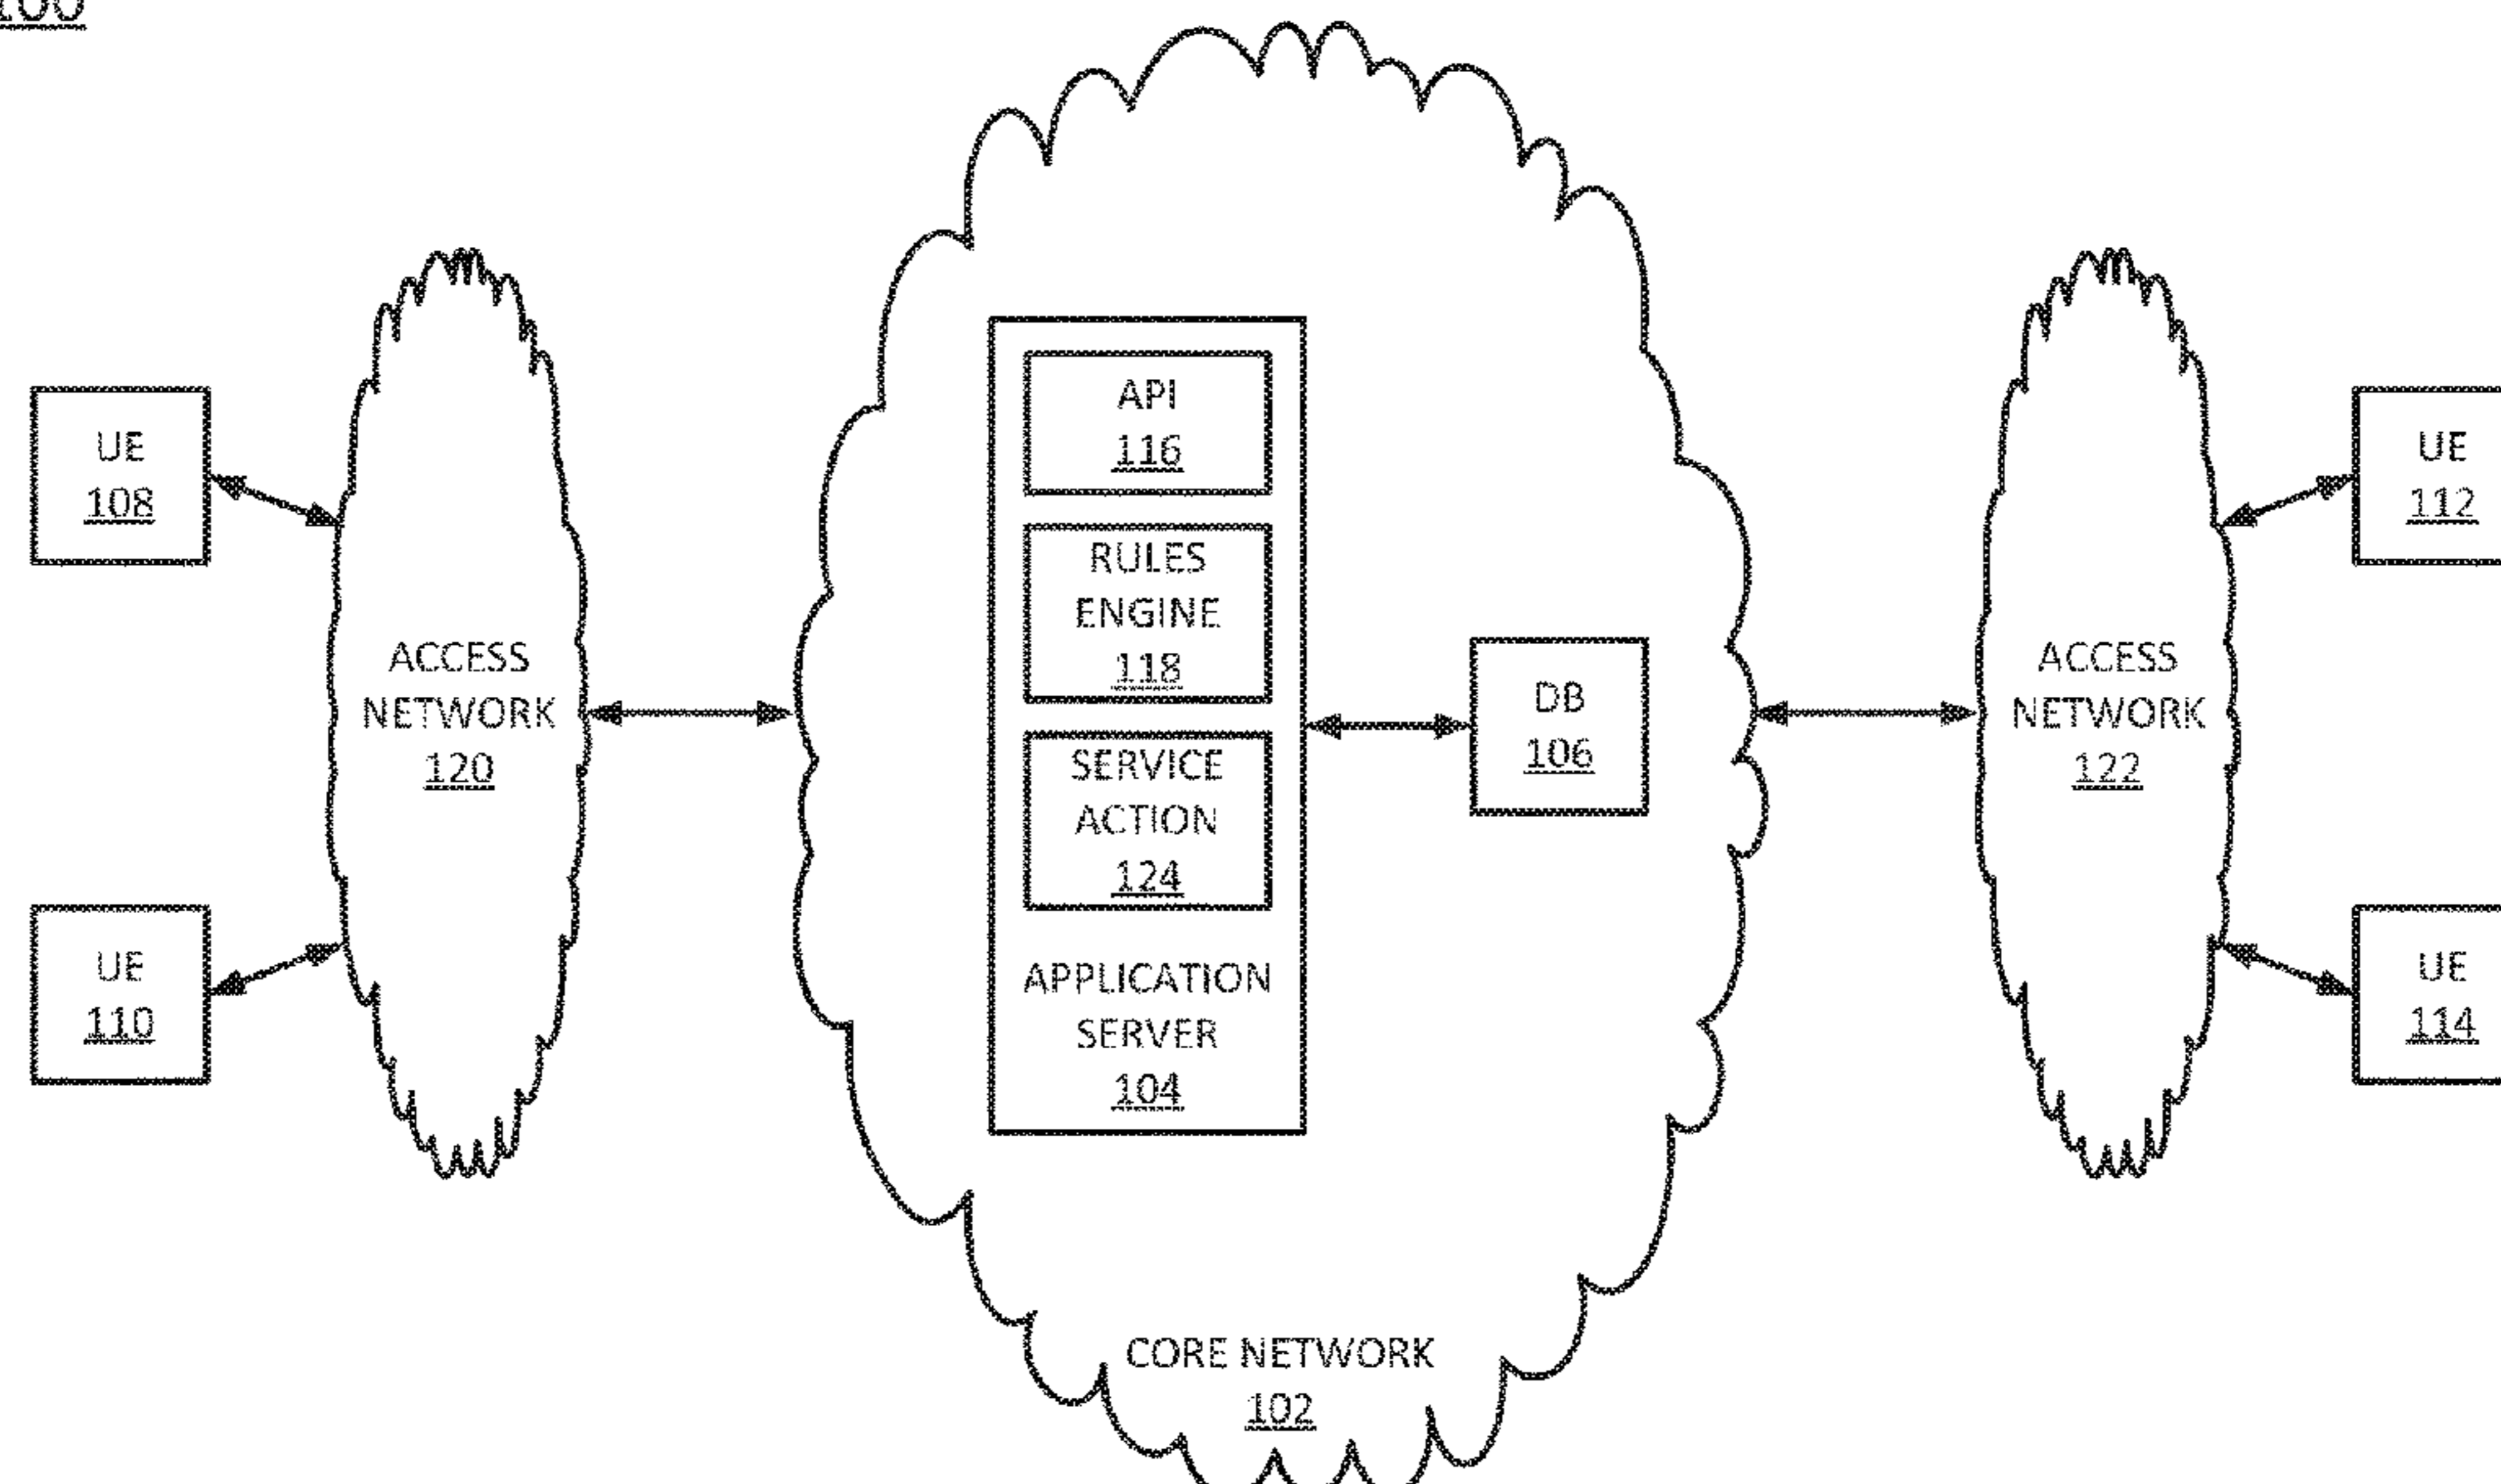 100
UE
108
UE
110
ACCESS
NETWORK
120
API
116
RULES
ENGINE
118
SERVICE
ACTION
124
APPLICATION
SERVER
104
DB
106
CORE NETWORK
102
ACCESS
NETWORK
122
UE
112
UE
114